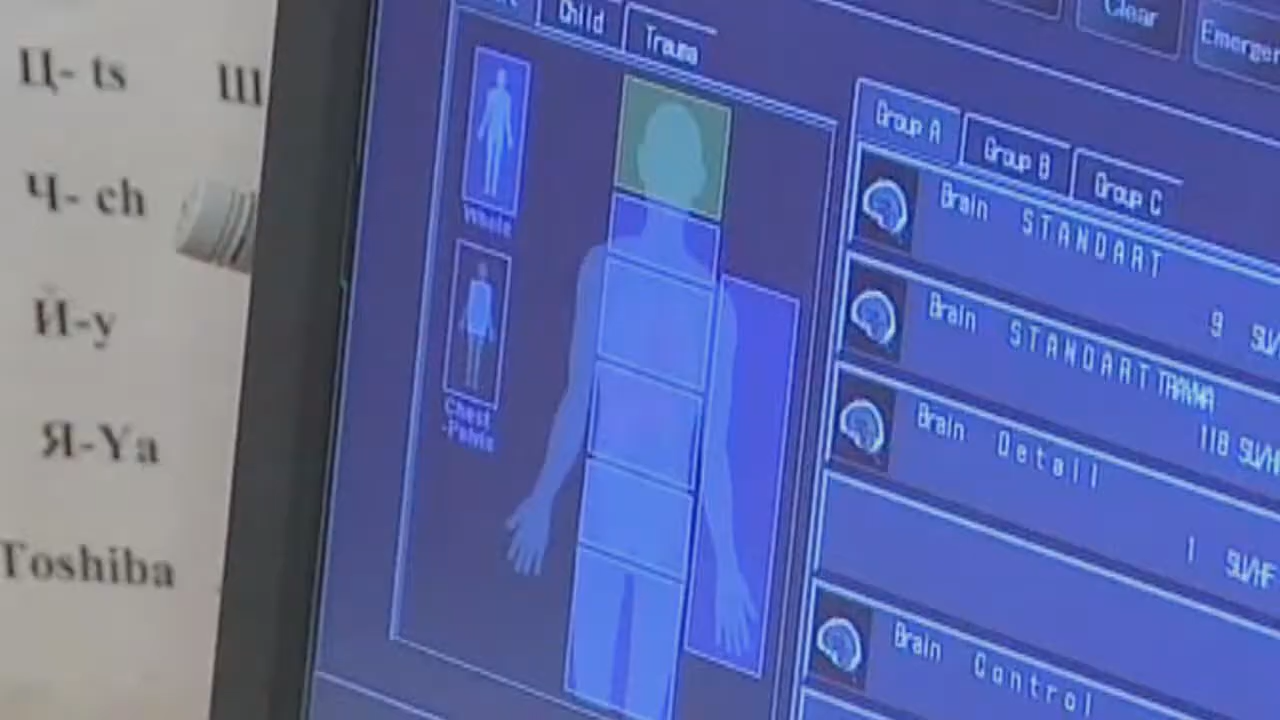 Ц- ts Ш
Ч- ch
Й-y
Я-Ya
Toshiba
Child
Trauma
Clear
Whole
Chest
-Pelvis
Group A
Group B
Group C
Brain STANDART
9
Brain STANDART TRAVMA
118
Brain Detail
1
Brain Control